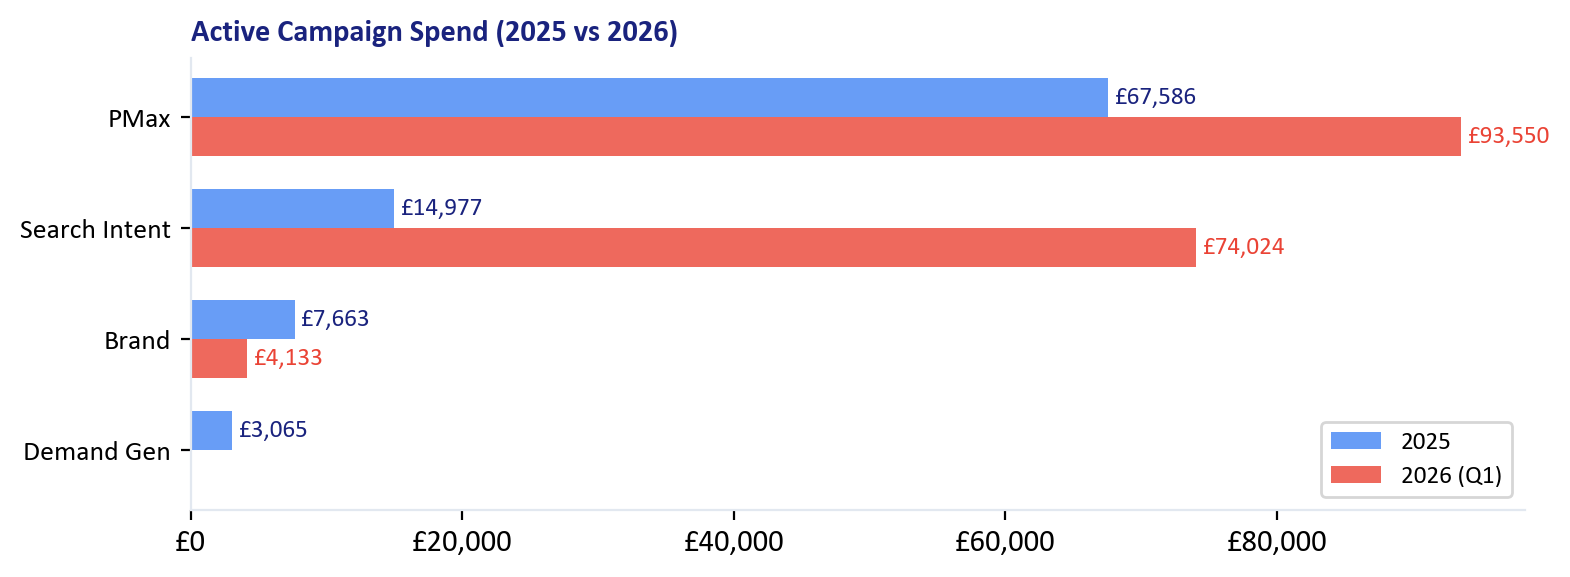 Active Campaign Spend (2025 vs 2026)
PMax
£67,586
£93,550
Search Intent
£14,977
£74,024
Brand
£7,663
£4,133
Demand Gen
£3,065
2025
2026 (Q1)
£0 £20,000 £40,000 £60,000 £80,000